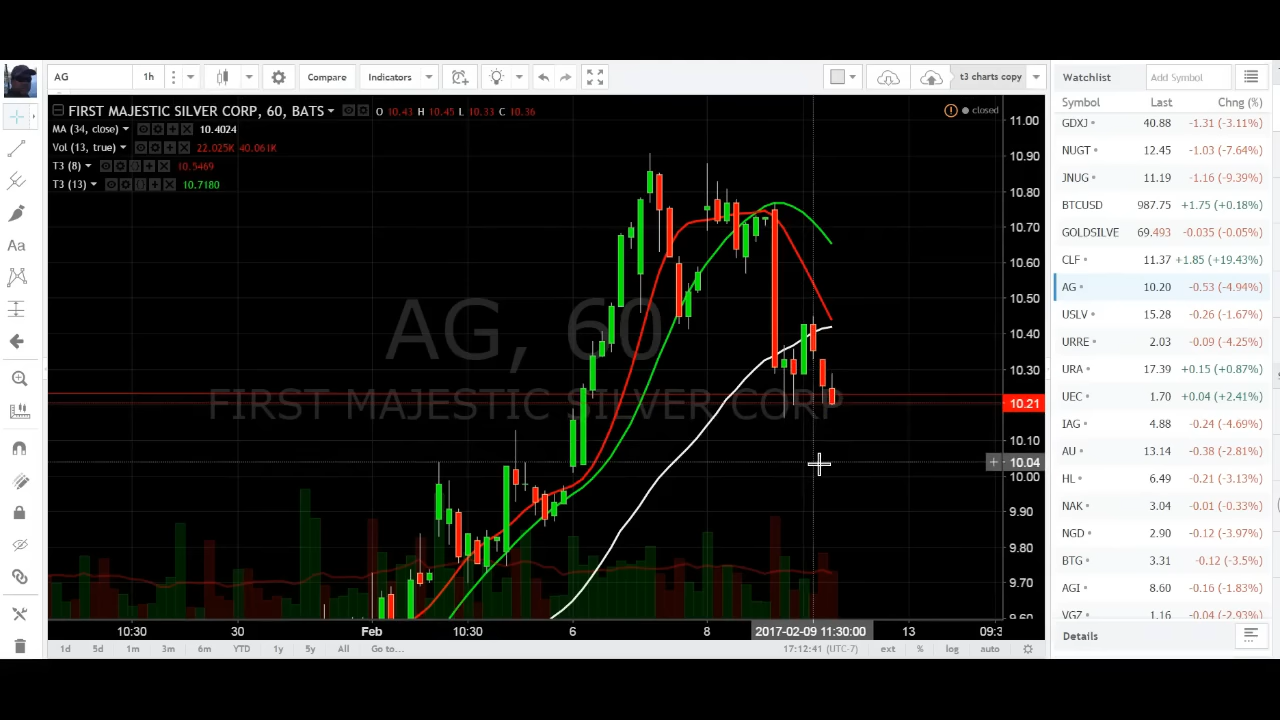 AG 1h Compare Indicators t3 charts copy Watchlist Add Symbol
FIRST MAJESTIC SILVER CORP, 60, BATS O 10.43 H 10.45 L 10.33 C 10.36 closed
MA (34, close) 10.4024
Vol (13, true) 22.025K 40.061K
T3 (8) 10.5469
T3 (13) 10.7180
AG, 60
FIRST MAJESTIC SILVER CORP
Aa
11.00
10.90
10.80
10.70
10.60
10.50
10.40
10.30
10.21
10.10
10.04
10.00
9.90
9.80
9.70
9.60
10:30 30 Feb 10:30 6 8 2017-02-09 11:30:00 13 9:3
1d 5d 1m 3m 6m YTD 1y 5y All Go to... 17:12:41 (UTC-7) ext % log auto
Symbol Last Chng (%)
GDXJ 40.88 -1.31 (-3.11%)
NUGT 12.45 -1.03 (-7.64%)
JNUG 11.19 -1.16 (-9.39%)
BTCUSD 987.75 +1.75 (+0.18%)
GOLDSILVE 69.493 -0.035 (-0.05%)
CLF 11.37 +1.85 (+19.43%)
AG 10.20 -0.53 (-4.94%)
USLV 15.28 -0.26 (-1.67%)
URRE 2.03 -0.09 (-4.25%)
URA 17.39 +0.15 (+0.87%)
UEC 1.70 +0.04 (+2.41%)
IAG 4.88 -0.24 (-4.69%)
AU 13.14 -0.38 (-2.81%)
HL 6.49 -0.21 (-3.13%)
NAK 3.04 -0.01 (-0.33%)
NGD 2.90 -0.12 (-3.97%)
BTG 3.31 -0.12 (-3.5%)
AGI 8.60 -0.16 (-1.83%)
VGZ 1.16 -0.04 (-2.93%)
Details